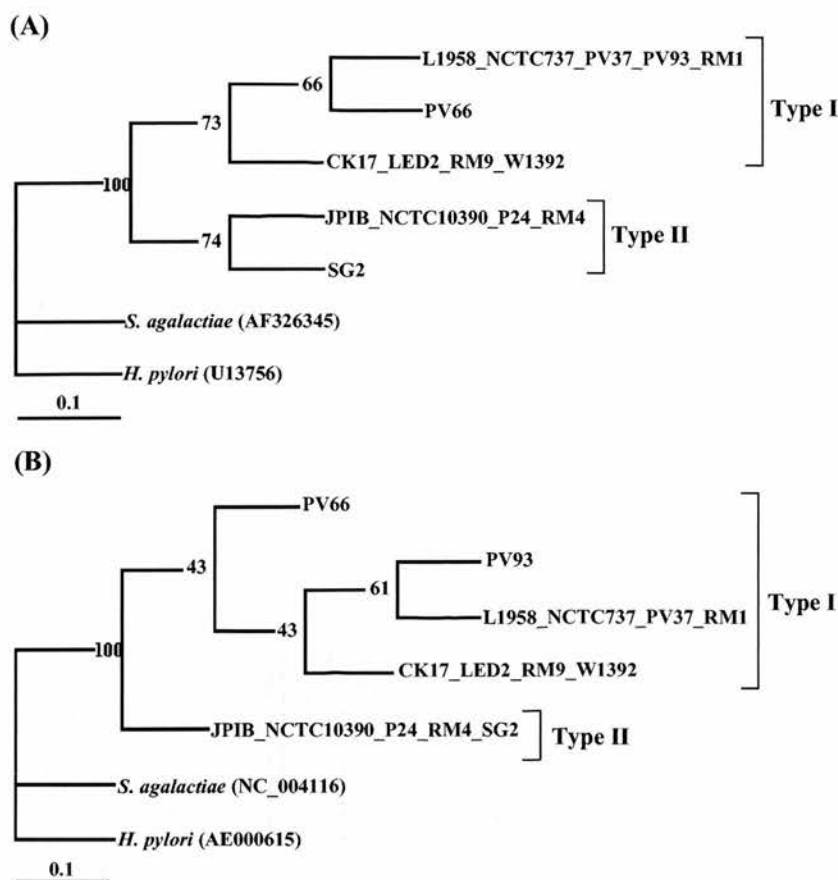 (A)
L1958_NCTC737_PV37_PV93_RM1
66
Type I
PV66
73
CK17_LED2_RM9_W1392
100
JPIB_NCTC10390_P24_RM4
74
Type II
SG2
S. agalactiae (AF326345)
H. pylori (U13756)
0.1
(B)
PV66
43
PV93
61
Type I
L1958_NCTC737_PV37_RM1
43
100
CK17_LED2_RM9_W1392
JPIB_NCTC10390_P24_RM4_SG2
Type II
S. agalactiae (NC_004116)
H. pylori (AE000615)
0.1